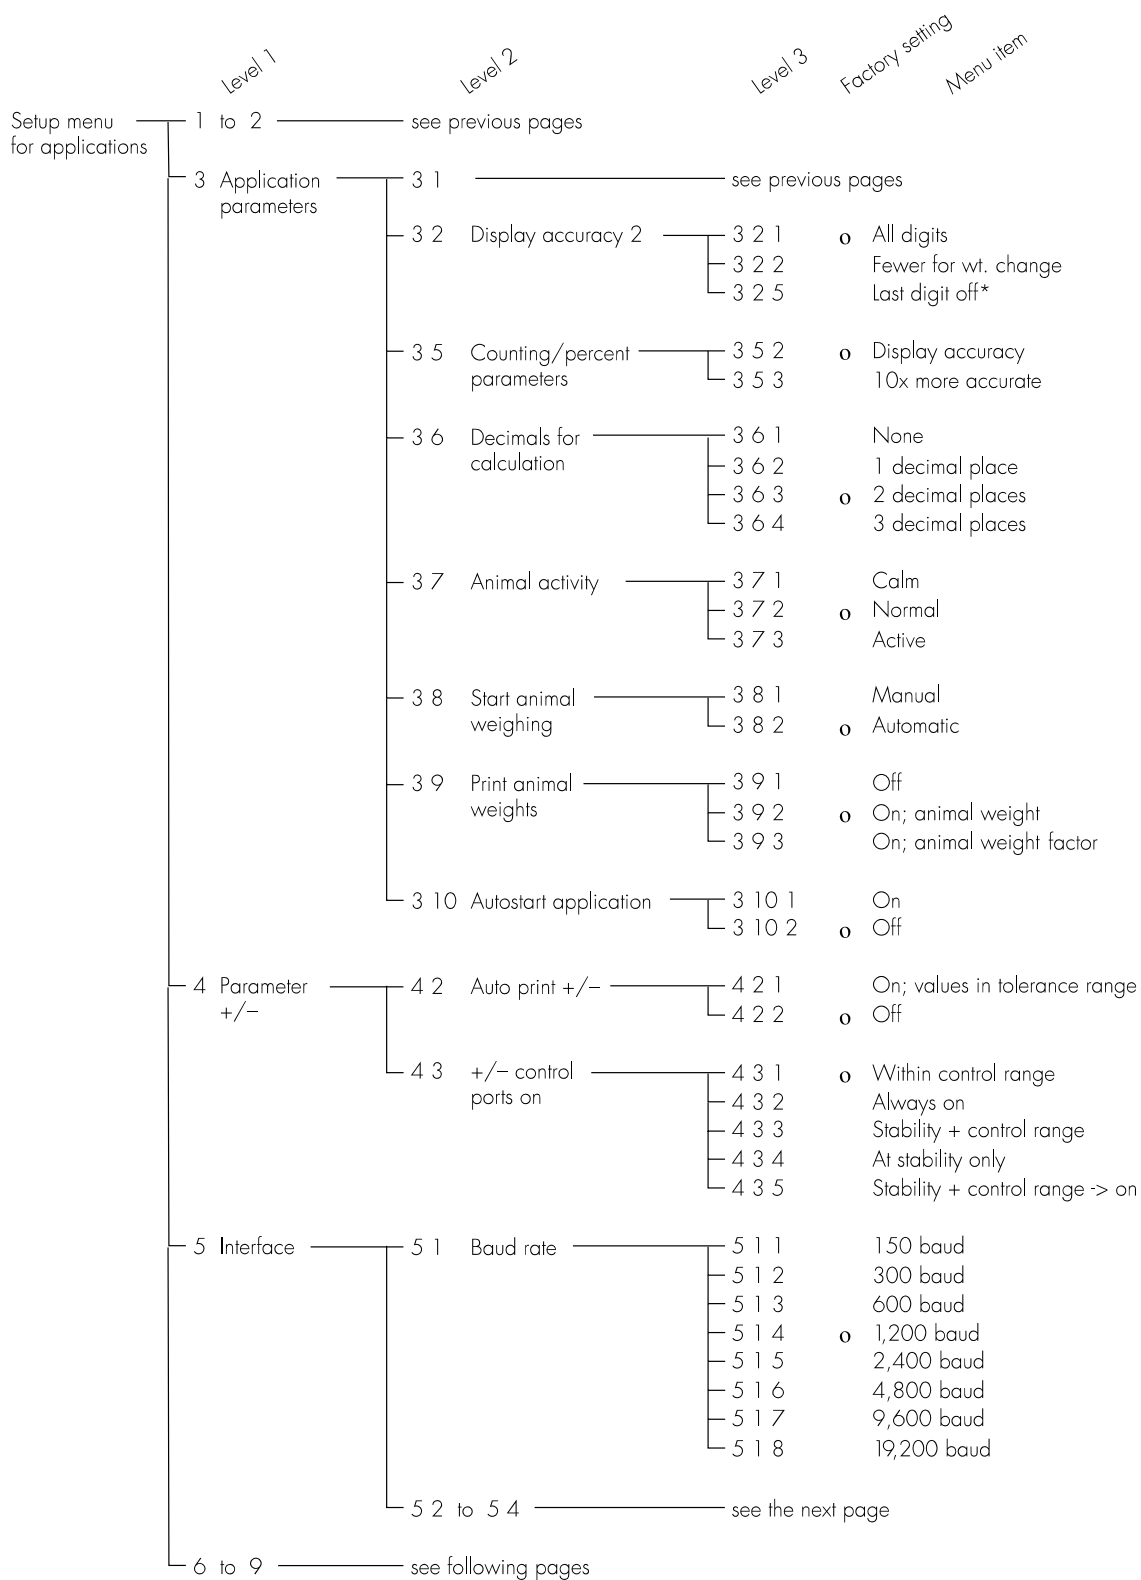 Level 1 Level 2 Level 3 Factory setting Menu item
Setup menu 1 to 2 see previous pages
for applications
3 Application 3 1 see previous pages
parameters
3 2 Display accuracy 2 3 2 1 o All digits
3 2 2 Fewer for wt. change
3 2 5 Last digit off*
3 5 Counting/percent 3 5 2 o Display accuracy
parameters 3 5 3 10x more accurate
3 6 Decimals for 3 6 1 None
calculation 3 6 2 1 decimal place
3 6 3 o 2 decimal places
3 6 4 3 decimal places
3 7 Animal activity 3 7 1 Calm
3 7 2 o Normal
3 7 3 Active
3 8 Start animal 3 8 1 Manual
weighing 3 8 2 o Automatic
3 9 Print animal 3 9 1 Off
weights 3 9 2 o On; animal weight
3 9 3 On; animal weight factor
3 10 Autostart application 3 10 1 On
3 10 2 o Off
4 Parameter 4 2 Auto print +/– 4 2 1 On; values in tolerance range
+/– 4 2 2 o Off
4 3 +/– control 4 3 1 o Within control range
ports on 4 3 2 Always on
4 3 3 Stability + control range
4 3 4 At stability only
4 3 5 Stability + control range -> on
5 Interface 5 1 Baud rate 5 1 1 150 baud
5 1 2 300 baud
5 1 3 600 baud
5 1 4 o 1,200 baud
5 1 5 2,400 baud
5 1 6 4,800 baud
5 1 7 9,600 baud
5 1 8 19,200 baud
5 2 to 5 4 see the next page
6 to 9 see following pages